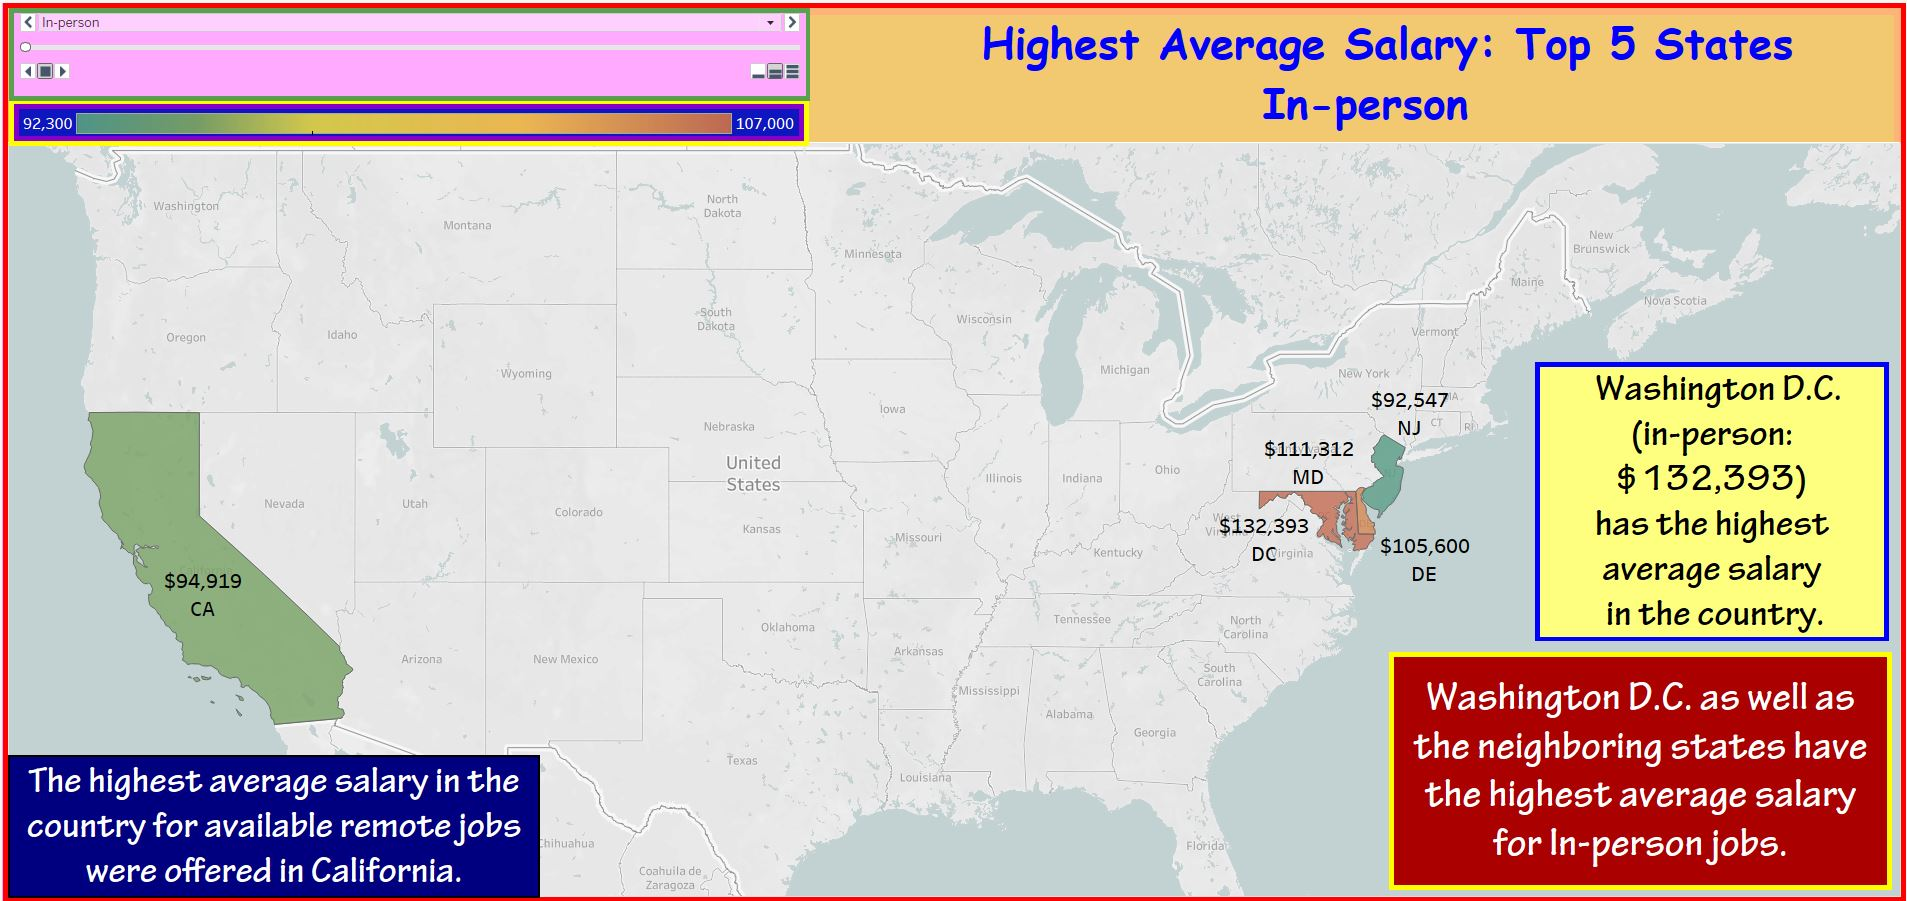 In-person
Highest Average Salary: Top 5 States
In-person
92,300
107,000
Washington
Montana
North
Dakota
Minnesota
Oregon
Idaho
Wyoming
South
Dakota
Wisconsin
Michigan
New York
Vermont
Maine
New
Brunswick
Nova Scotia
Nevada
Utah
Colorado
Nebraska
Iowa
United
States
Kansas
Missouri
Illinois
Indiana
Ohio
Kentucky
CT
RI
$92,547
NJ
$111,312
MD
$132,393
DC
Virginia
$105,600
DE
$94,919
CA
Arizona
New Mexico
Oklahoma
Arkansas
Tennessee
North
Carolina
South
Carolina
Mississippi
Alabama
Georgia
Texas
Louisiana
Florida
Chihuahua
Coahuila de
Zaragoza
Washington D.C.
(in-person:
$ 132,393)
has the highest
average salary
in the country.
Washington D.C. as well as
the neighboring states have
the highest average salary
for In-person jobs.
The highest average salary in the
country for available remote jobs
were offered in California.